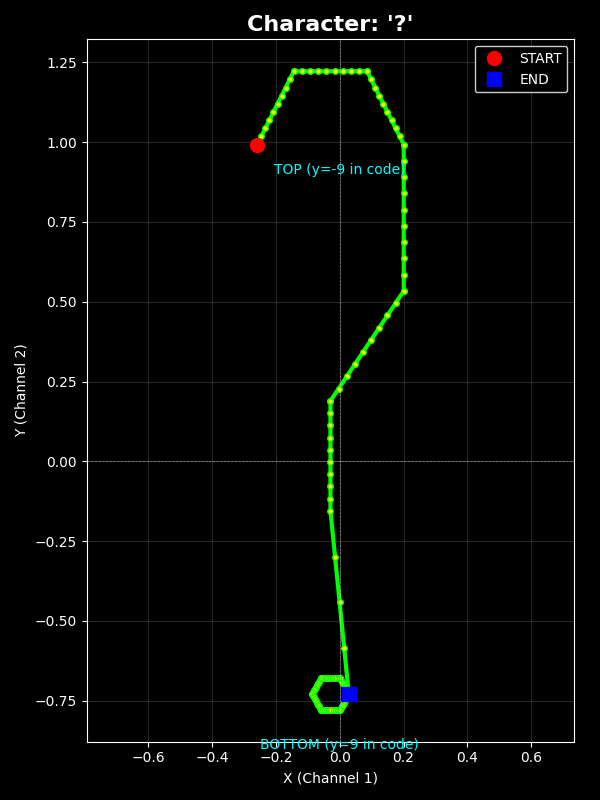 Character: '?'
START
END
1.25
1.00
TOP (y=-9 in code)
0.75
0.50
0.25
0.00
−0.25
−0.50
−0.75
BOTTOM (y=9 in code)
−0.6 −0.4 −0.2 0.0 0.2 0.4 0.6
X (Channel 1)
Y (Channel 2)